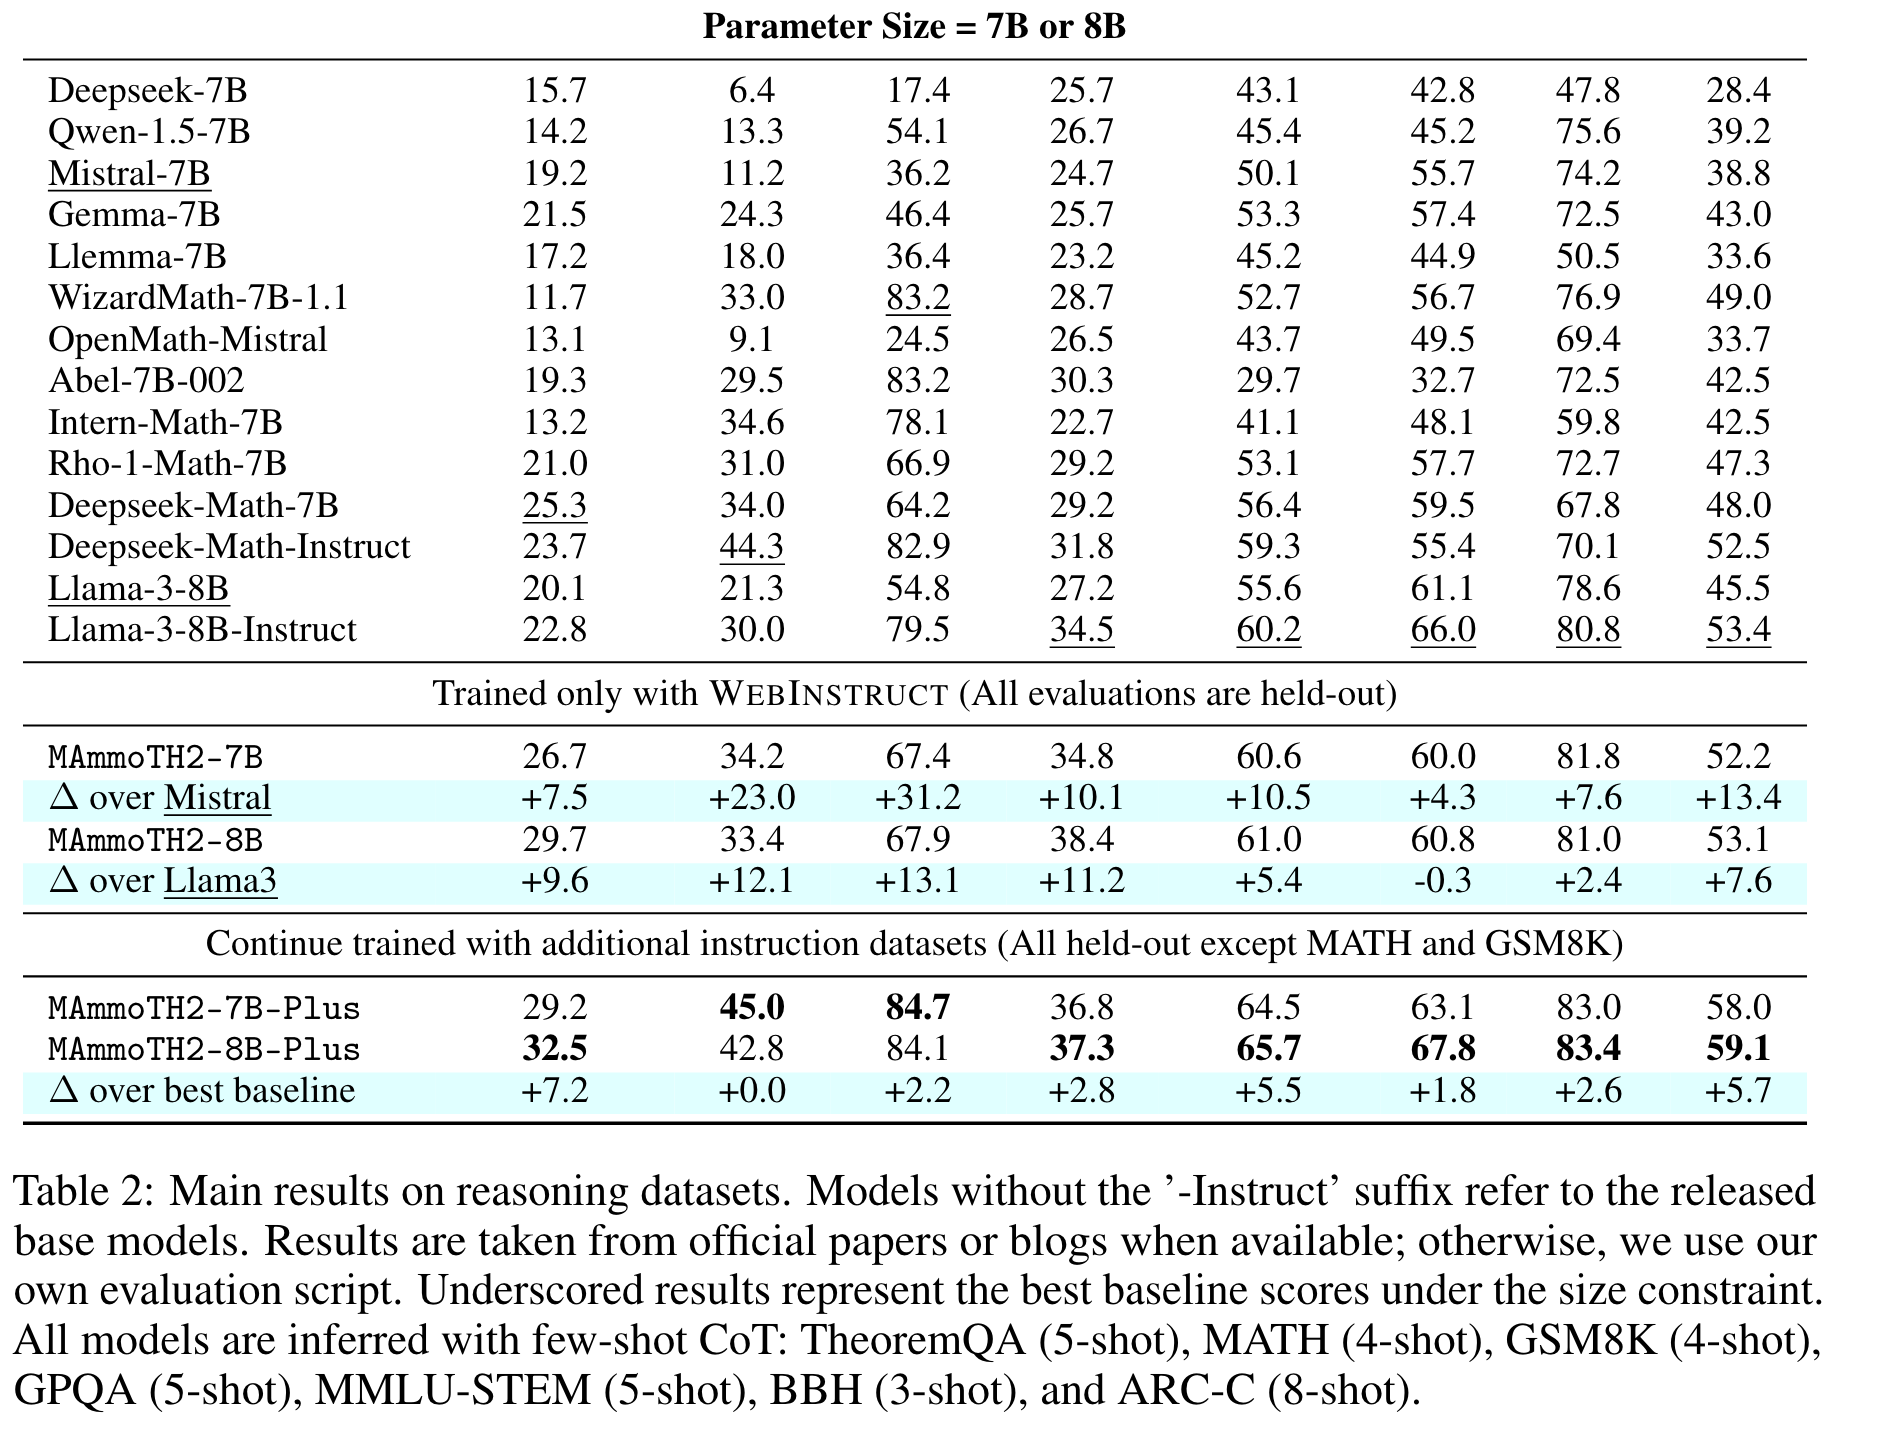 Parameter Size = 7B or 8B
Deepseek-7B 15.7 6.4 17.4 25.7 43.1 42.8 47.8 28.4
Qwen-1.5-7B 14.2 13.3 54.1 26.7 45.4 45.2 75.6 39.2
Mistral-7B 19.2 11.2 36.2 24.7 50.1 55.7 74.2 38.8
Gemma-7B 21.5 24.3 46.4 25.7 53.3 57.4 72.5 43.0
Llemma-7B 17.2 18.0 36.4 23.2 45.2 44.9 50.5 33.6
WizardMath-7B-1.1 11.7 33.0 83.2 28.7 52.7 56.7 76.9 49.0
OpenMath-Mistral 13.1 9.1 24.5 26.5 43.7 49.5 69.4 33.7
Abel-7B-002 19.3 29.5 83.2 30.3 29.7 32.7 72.5 42.5
Intern-Math-7B 13.2 34.6 78.1 22.7 41.1 48.1 59.8 42.5
Rho-1-Math-7B 21.0 31.0 66.9 29.2 53.1 57.7 72.7 47.3
Deepseek-Math-7B 25.3 34.0 64.2 29.2 56.4 59.5 67.8 48.0
Deepseek-Math-Instruct 23.7 44.3 82.9 31.8 59.3 55.4 70.1 52.5
Llama-3-8B 20.1 21.3 54.8 27.2 55.6 61.1 78.6 45.5
Llama-3-8B-Instruct 22.8 30.0 79.5 34.5 60.2 66.0 80.8 53.4
Trained only with WEBINSTRUCT (All evaluations are held-out)
MAmmoTH2-7B 26.7 34.2 67.4 34.8 60.6 60.0 81.8 52.2
Δ over Mistral +7.5 +23.0 +31.2 +10.1 +10.5 +4.3 +7.6 +13.4
MAmmoTH2-8B 29.7 33.4 67.9 38.4 61.0 60.8 81.0 53.1
Δ over Llama3 +9.6 +12.1 +13.1 +11.2 +5.4 -0.3 +2.4 +7.6
Continue trained with additional instruction datasets (All held-out except MATH and GSM8K)
MAmmoTH2-7B-Plus 29.2 45.0 84.7 36.8 64.5 63.1 83.0 58.0
MAmmoTH2-8B-Plus 32.5 42.8 84.1 37.3 65.7 67.8 83.4 59.1
Δ over best baseline +7.2 +0.0 +2.2 +2.8 +5.5 +1.8 +2.6 +5.7
Table 2: Main results on reasoning datasets. Models without the ’-Instruct’ suffix refer to the released
base models. Results are taken from official papers or blogs when available; otherwise, we use our
own evaluation script. Underscored results represent the best baseline scores under the size constraint.
All models are inferred with few-shot CoT: TheoremQA (5-shot), MATH (4-shot), GSM8K (4-shot),
GPQA (5-shot), MMLU-STEM (5-shot), BBH (3-shot), and ARC-C (8-shot).